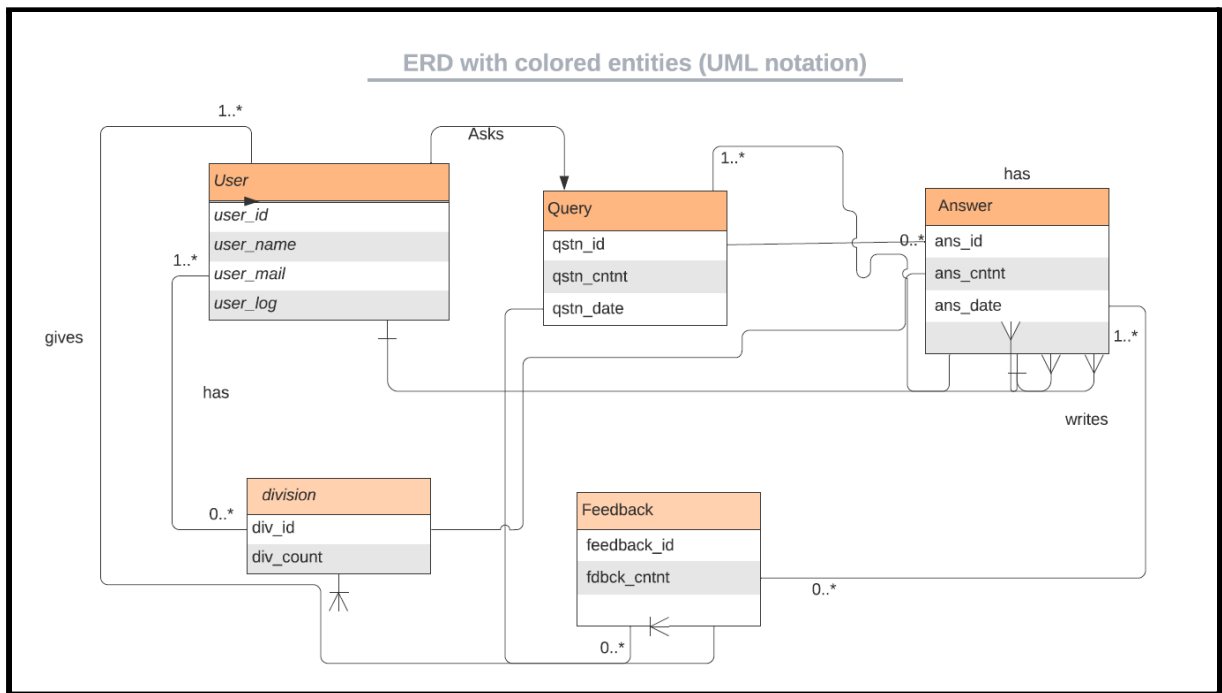 ERD with colored entities (UML notation)
1..*
Asks
1..*
has
User
user_id
user_name
user_mail
user_log
Query
qstn_id
qstn_cntnt
qstn_date
Answer
ans_id
ans_cntnt
ans_date
0..*
1..*
1..*
gives
has
writes
division
div_id
div_count
0..*
Feedback
feedback_id
fdbck_cntnt
0..*
0..*